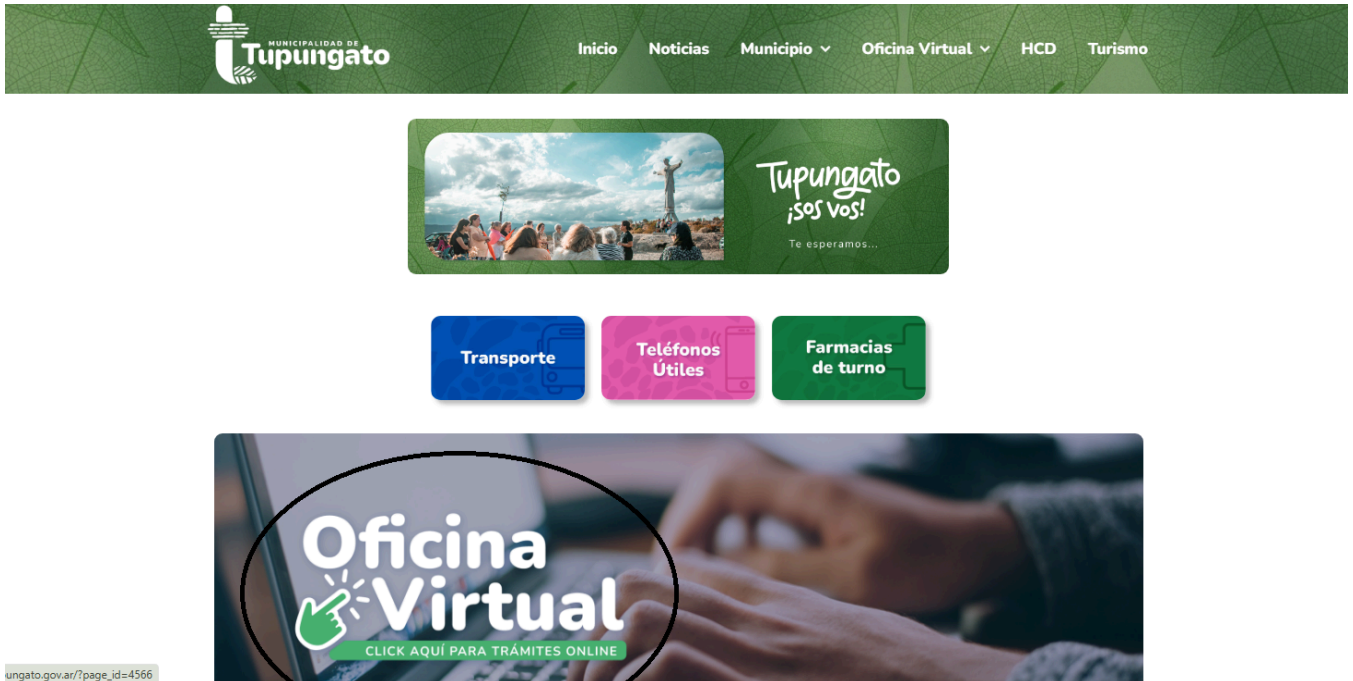 MUNICIPALIDAD DE
Tupungato
Inicio Noticias Municipio Oficina Virtual HCD Turismo
Tupungato
¡SOS VOS!
Te esperamos...
Transporte
Teléfonos
Útiles
Farmacias
de turno
Oficina
Virtual
CLICK AQUÍ PARA TRÁMITES ONLINE
ungato.gov.ar/?page_id=4566